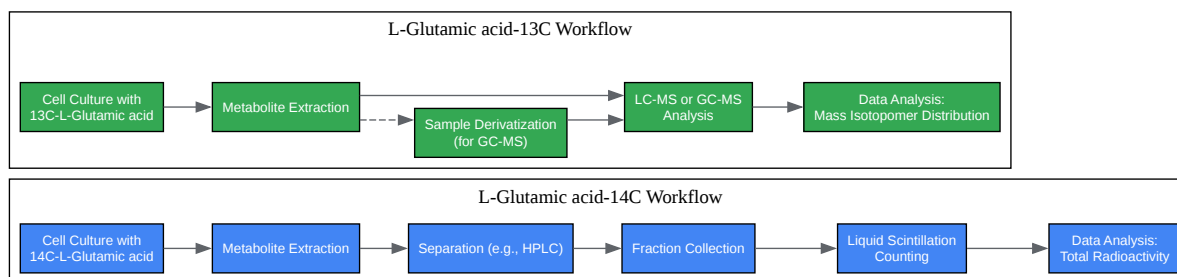 L-Glutamic acid-13C Workflow
Cell Culture with
13C-L-Glutamic acid
Metabolite Extraction
Sample Derivatization
(for GC-MS)
LC-MS or GC-MS
Analysis
Data Analysis:
Mass Isotopomer Distribution
L-Glutamic acid-14C Workflow
Cell Culture with
14C-L-Glutamic acid
Metabolite Extraction
Separation (e.g., HPLC)
Fraction Collection
Liquid Scintillation
Counting
Data Analysis:
Total Radioactivity